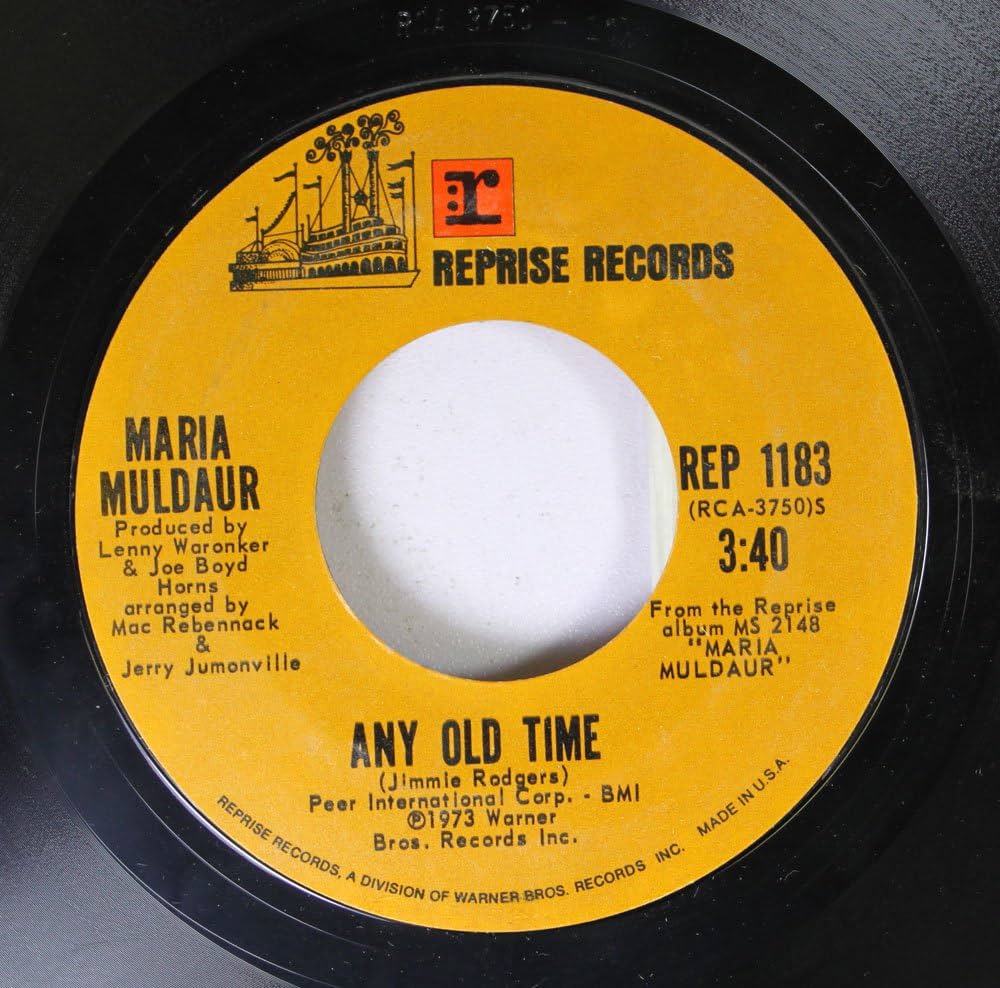 RCA 3750 -
r
REPRISE RECORDS
MARIA
MULDAUR
Produced by
Lenny Waronker
& Joe Boyd
Horns
arranged by
Mac Rebennack
&
Jerry Jumonville
REP 1183
(RCA-3750)S
3:40
From the Reprise
album MS 2148
"MARIA
MULDAUR"
ANY OLD TIME
(Jimmie Rodgers)
Peer International Corp. - BMI
℗1973 Warner
Bros. Records Inc.
REPRISE RECORDS, A DIVISION OF WARNER BROS. RECORDS INC. MADE IN U.S.A.